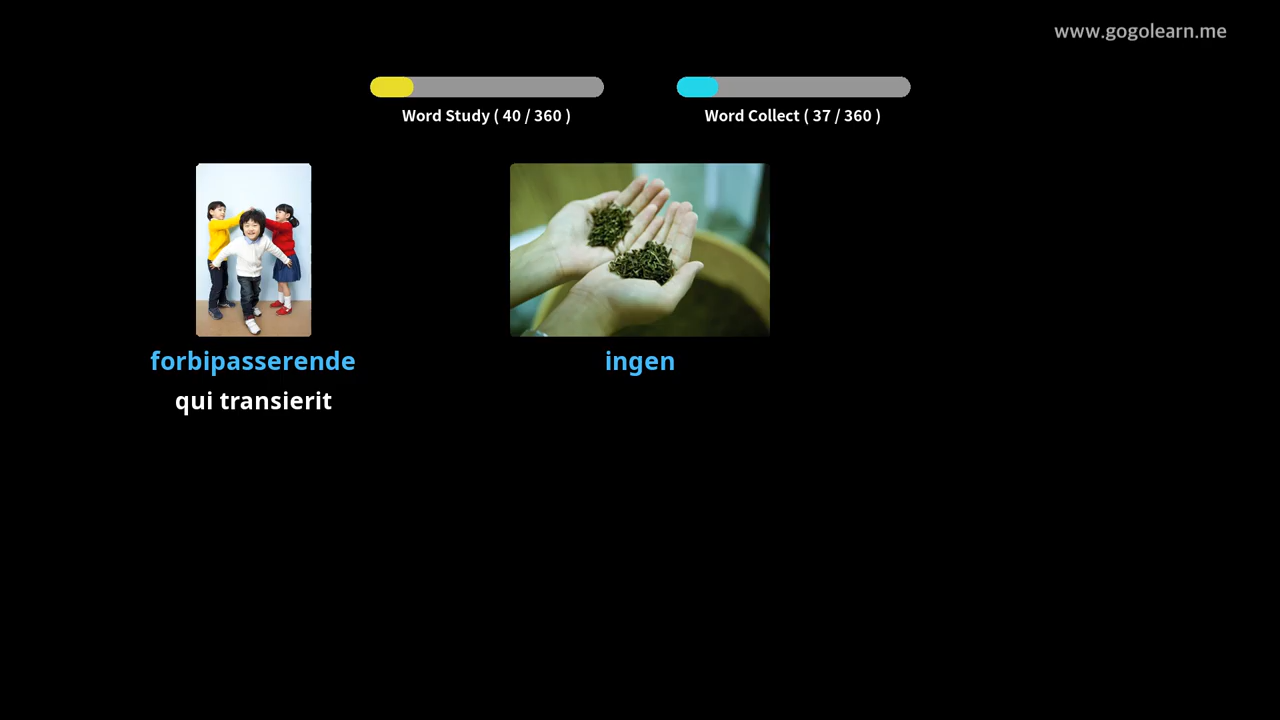 www.gogolearn.me
Word Study ( 40 / 360 )
Word Collect ( 37 / 360 )
forbipasserende
qui transierit
ingen